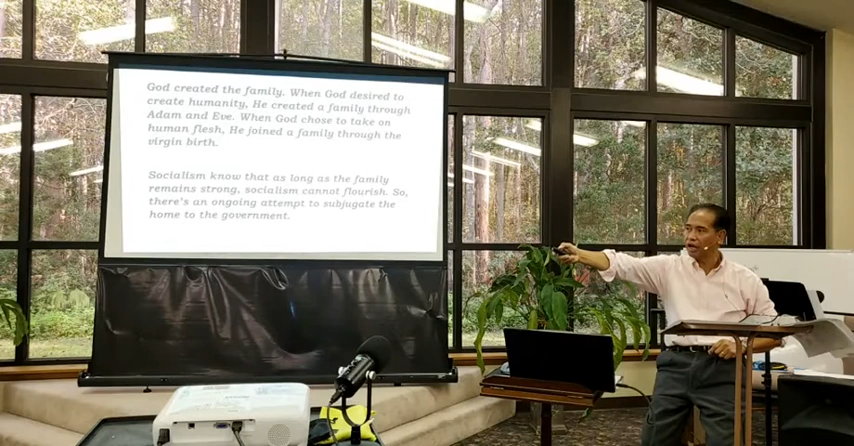 God created the family. When God desired to
create humanity, He created a family through
Adam and Eve. When God chose to take on
human flesh, He joined a family through the
virgin birth.
Socialism know that as long as the family
remains strong, socialism cannot flourish. So,
there's an ongoing attempt to subjugate the
home to the government.